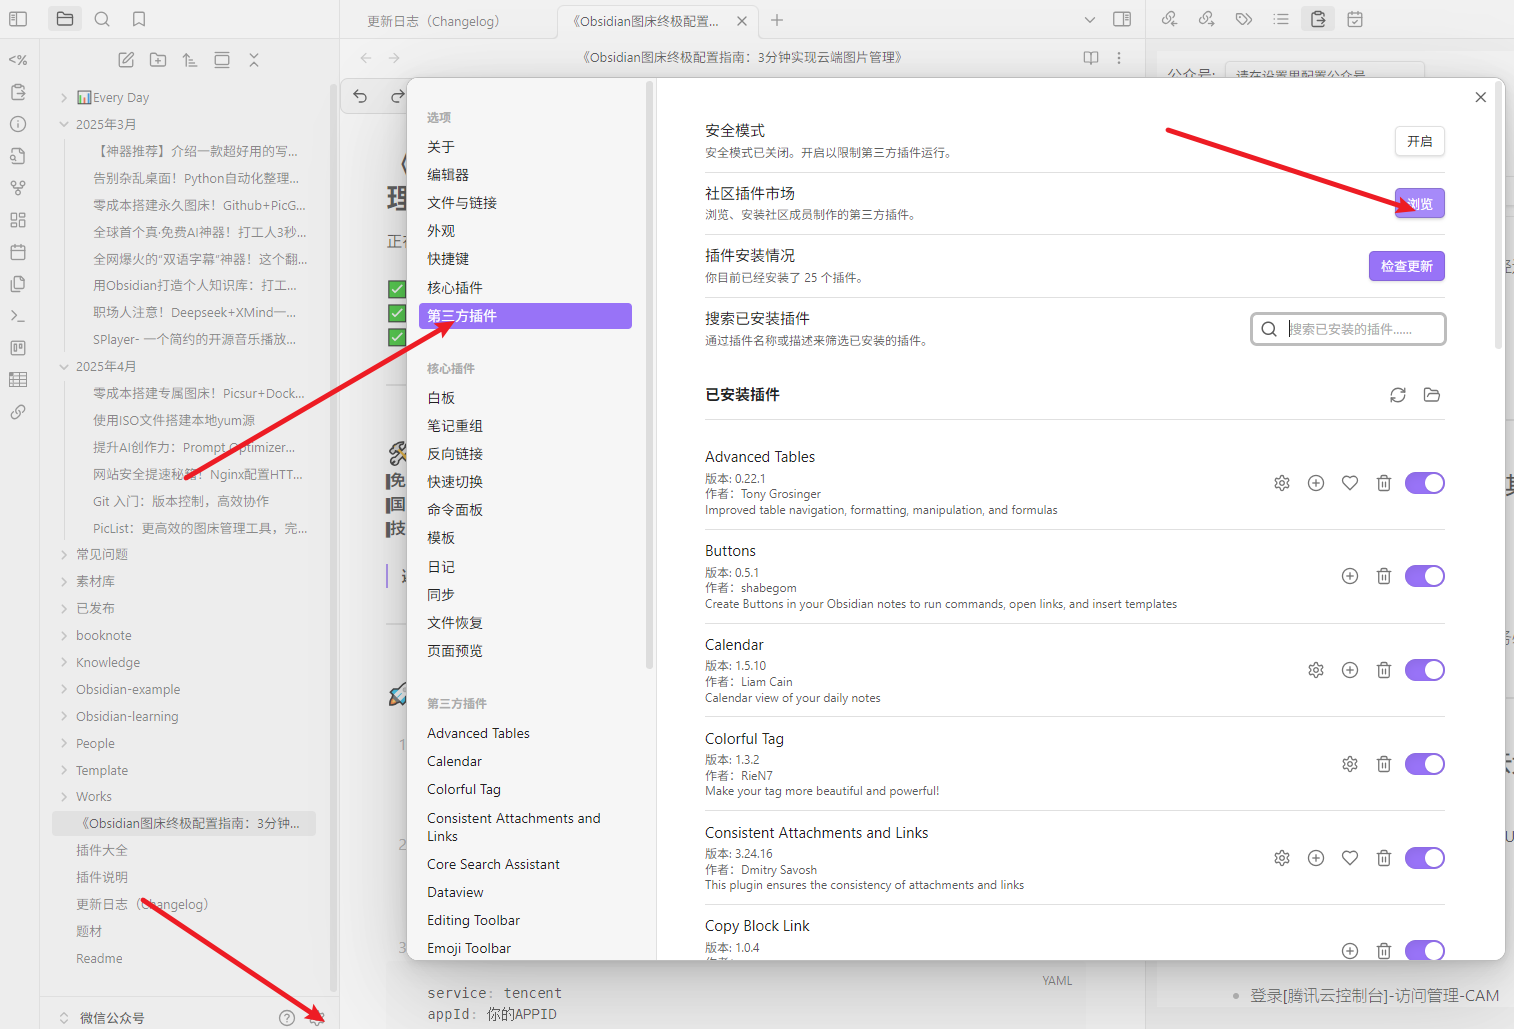 更新日志（Changelog）
《Obsidian图床终极配置...
《Obsidian图床终极配置指南：3分钟实现云端图片管理》
<%
Every Day
2025年3月
【神器推荐】介绍一款超好用的写...
告别杂乱桌面！Python自动化整理...
零成本搭建永久图床！Github+PicG...
全球首个真·免费AI神器！打工人3秒...
全网爆火的“双语字幕”神器！这个翻...
用Obsidian打造个人知识库：打工...
职场人注意！Deepseek+XMind一...
SPlayer- 一个简约的开源音乐播放...
2025年4月
零成本搭建专属图床！Picsur+Dock...
使用ISO文件搭建本地yum源
提升AI创作力：Prompt Optimizer...
网站安全提速秘籍！Nginx配置HTT...
Git 入门：版本控制，高效协作
PicList：更高效的图床管理工具，完...
常见问题
素材库
已发布
booknote
Knowledge
Obsidian-example
Obsidian-learning
People
Template
Works
《Obsidian图床终极配置指南：3分钟...
插件大全
插件说明
更新日志（Changelog）
题材
Readme
微信公众号
理
正在
免
国
技
1
2
3
选项
关于
编辑器
文件与链接
外观
快捷键
核心插件
第三方插件
核心插件
白板
笔记重组
反向链接
快速切换
命令面板
模板
日记
同步
文件恢复
页面预览
第三方插件
Advanced Tables
Calendar
Colorful Tag
Consistent Attachments and
Links
Core Search Assistant
Dataview
Editing Toolbar
Emoji Toolbar
安全模式
安全模式已关闭。开启以限制第三方插件运行。
开启
社区插件市场
浏览、安装社区成员制作的第三方插件。
浏览
插件安装情况
你目前已经安装了 25 个插件。
检查更新
搜索已安装插件
通过插件名称或描述来筛选已安装的插件。
搜索已安装的插件......
已安装插件
Advanced Tables
版本: 0.22.1
作者：Tony Grosinger
Improved table navigation, formatting, manipulation, and formulas
Buttons
版本: 0.5.1
作者：shabegom
Create Buttons in your Obsidian notes to run commands, open links, and insert templates
Calendar
版本: 1.5.10
作者：Liam Cain
Calendar view of your daily notes
Colorful Tag
版本: 1.3.2
作者：RieN7
Make your tag more beautiful and powerful!
Consistent Attachments and Links
版本: 3.24.16
作者：Dmitry Savosh
This plugin ensures the consistency of attachments and links
Copy Block Link
版本: 1.0.4
YAML
service: tencent
appId: 你的APPID
公众号:
请在设置里配置公众号
登录[腾讯云控制台]-访问管理-CAM